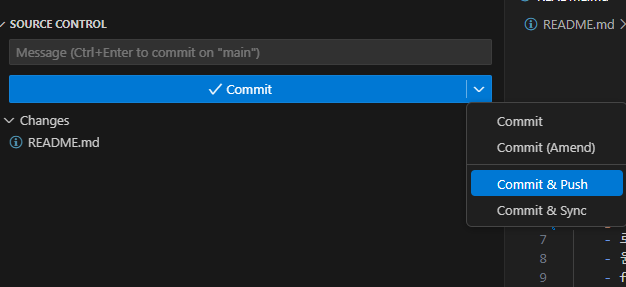 SOURCE CONTROL
Message (Ctrl+Enter to commit on "main")
Commit
Changes
README.md
README.md
Commit
Commit (Amend)
Commit & Push
Commit & Sync
7 -
8 -
9 - f